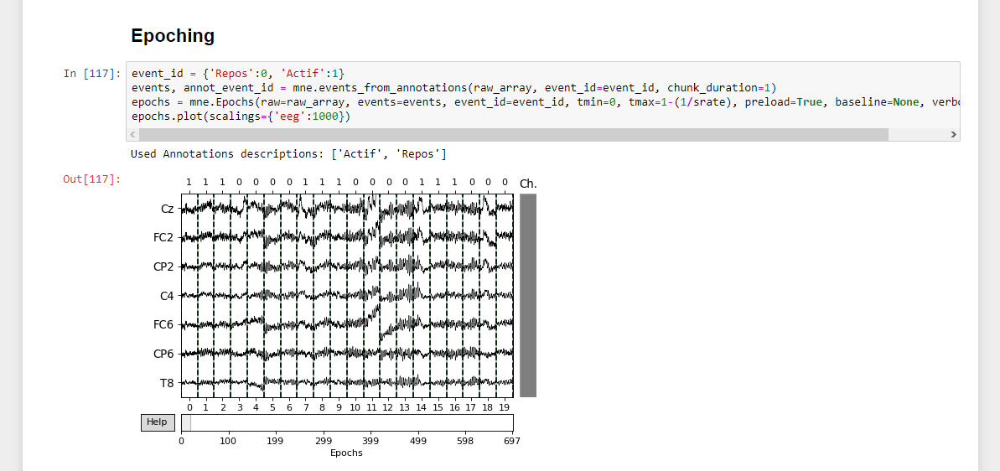 Epoching
In [117]:
event_id = {'Repos':0, 'Actif':1}
events, annot_event_id = mne.events_from_annotations(raw_array, event_id=event_id, chunk_duration=1)
epochs = mne.Epochs(raw=raw_array, events=events, event_id=event_id, tmin=0, tmax=1-(1/srate), preload=True, baseline=None, verbo
epochs.plot(scalings={'eeg':1000})
Used Annotations descriptions: ['Actif', 'Repos']
Out[117]:
1 1 1 0 0 0 0 1 1 1 0 0 0 0 1 1 1 0 0 0
Ch.
Cz
FC2
CP2
C4
FC6
CP6
T8
0 1 2 3 4 5 6 7 8 9 10 11 12 13 14 15 16 17 18 19
Help
0 100 199 299 399 499 598 697
Epochs